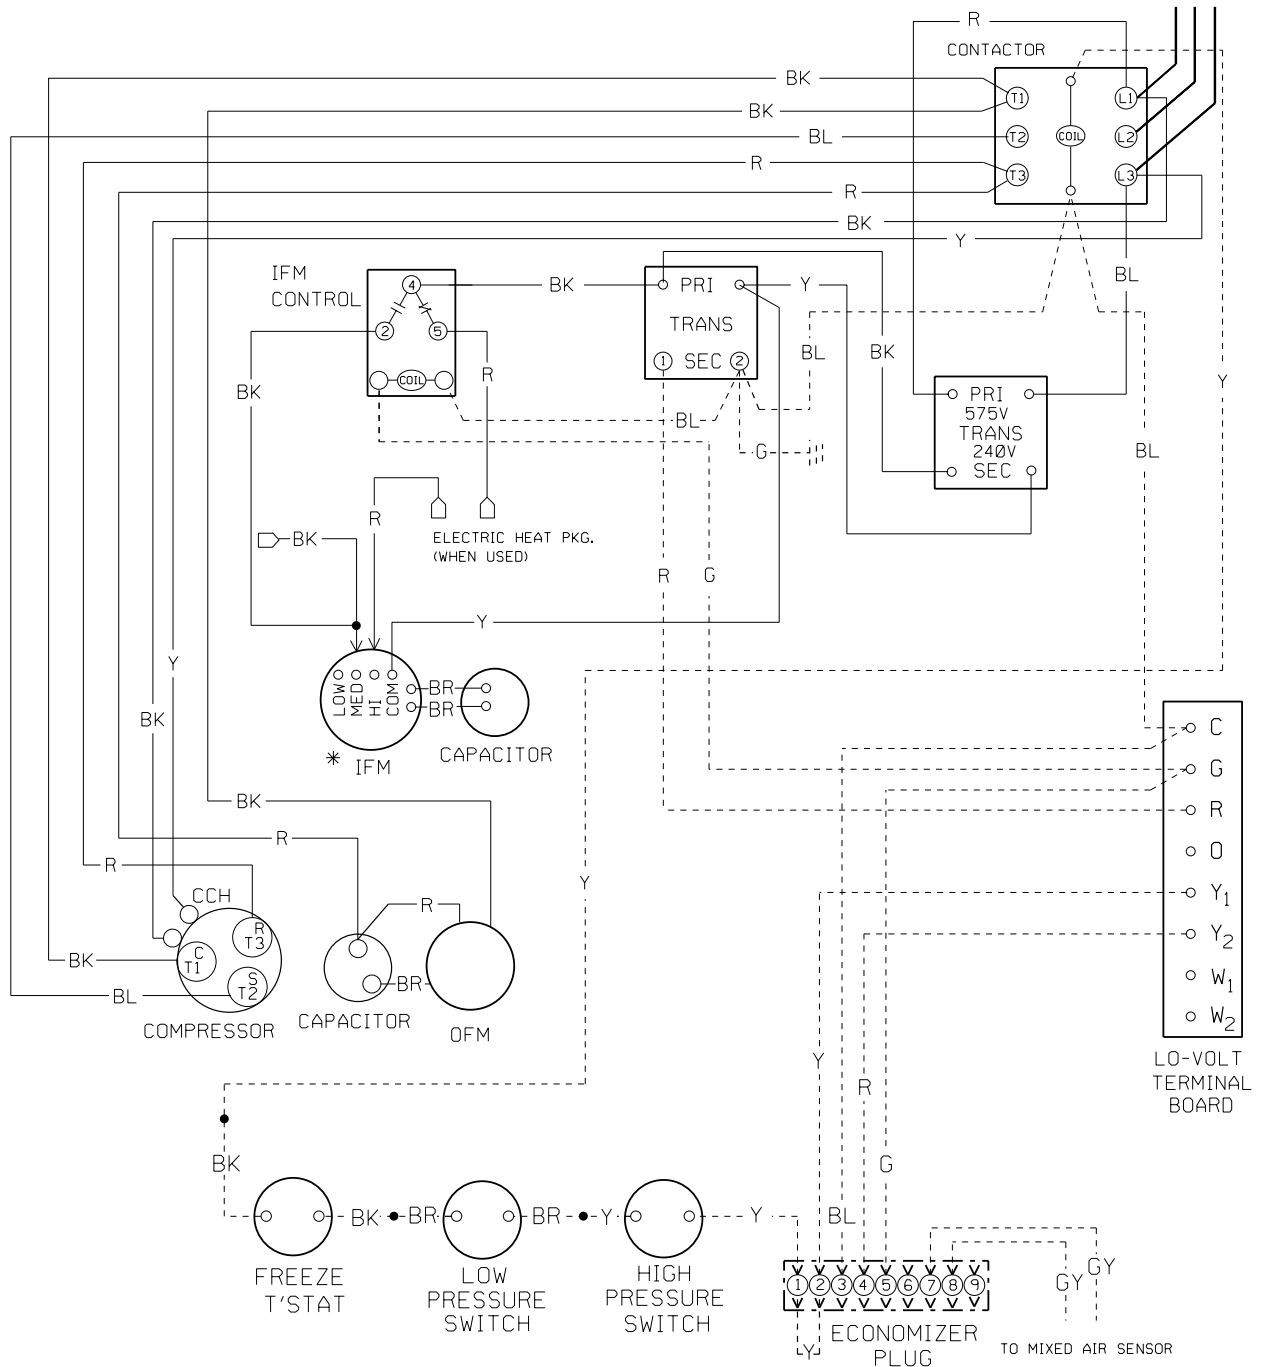 R
CONTACTOR
BK
T1
L1
BK
BL
T2
COIL
L2
R
T3
L3
R
BK
Y
IFM
CONTROL
4
BK
PRI
Y
BL
2
5
TRANS
BL
BK
Y
1
SEC
2
BK
R
COIL
PRI
575V
TRANS
240V
SEC
BL
G
BL
R
BK
ELECTRIC HEAT PKG.
(WHEN USED)
R
G
Y
Y
LOW
MED
HI
COM
BR
BR
BK
* IFM
CAPACITOR
C
G
R
O
Y1
Y2
W1
W2
LO-VOLT
TERMINAL
BOARD
BK
R
R
Y
CCH
R
R
T3
C
T1
S
T2
BK
BL
BR
COMPRESSOR
CAPACITOR
OFM
Y
R
BK
G
BK
BR
BR
Y
Y
BL
FREEZE
T'STAT
LOW
PRESSURE
SWITCH
HIGH
PRESSURE
SWITCH
1 2 3 4 5 6 7 8 9
GY
GY
Y
ECONOMIZER
PLUG
TO MIXED AIR SENSOR